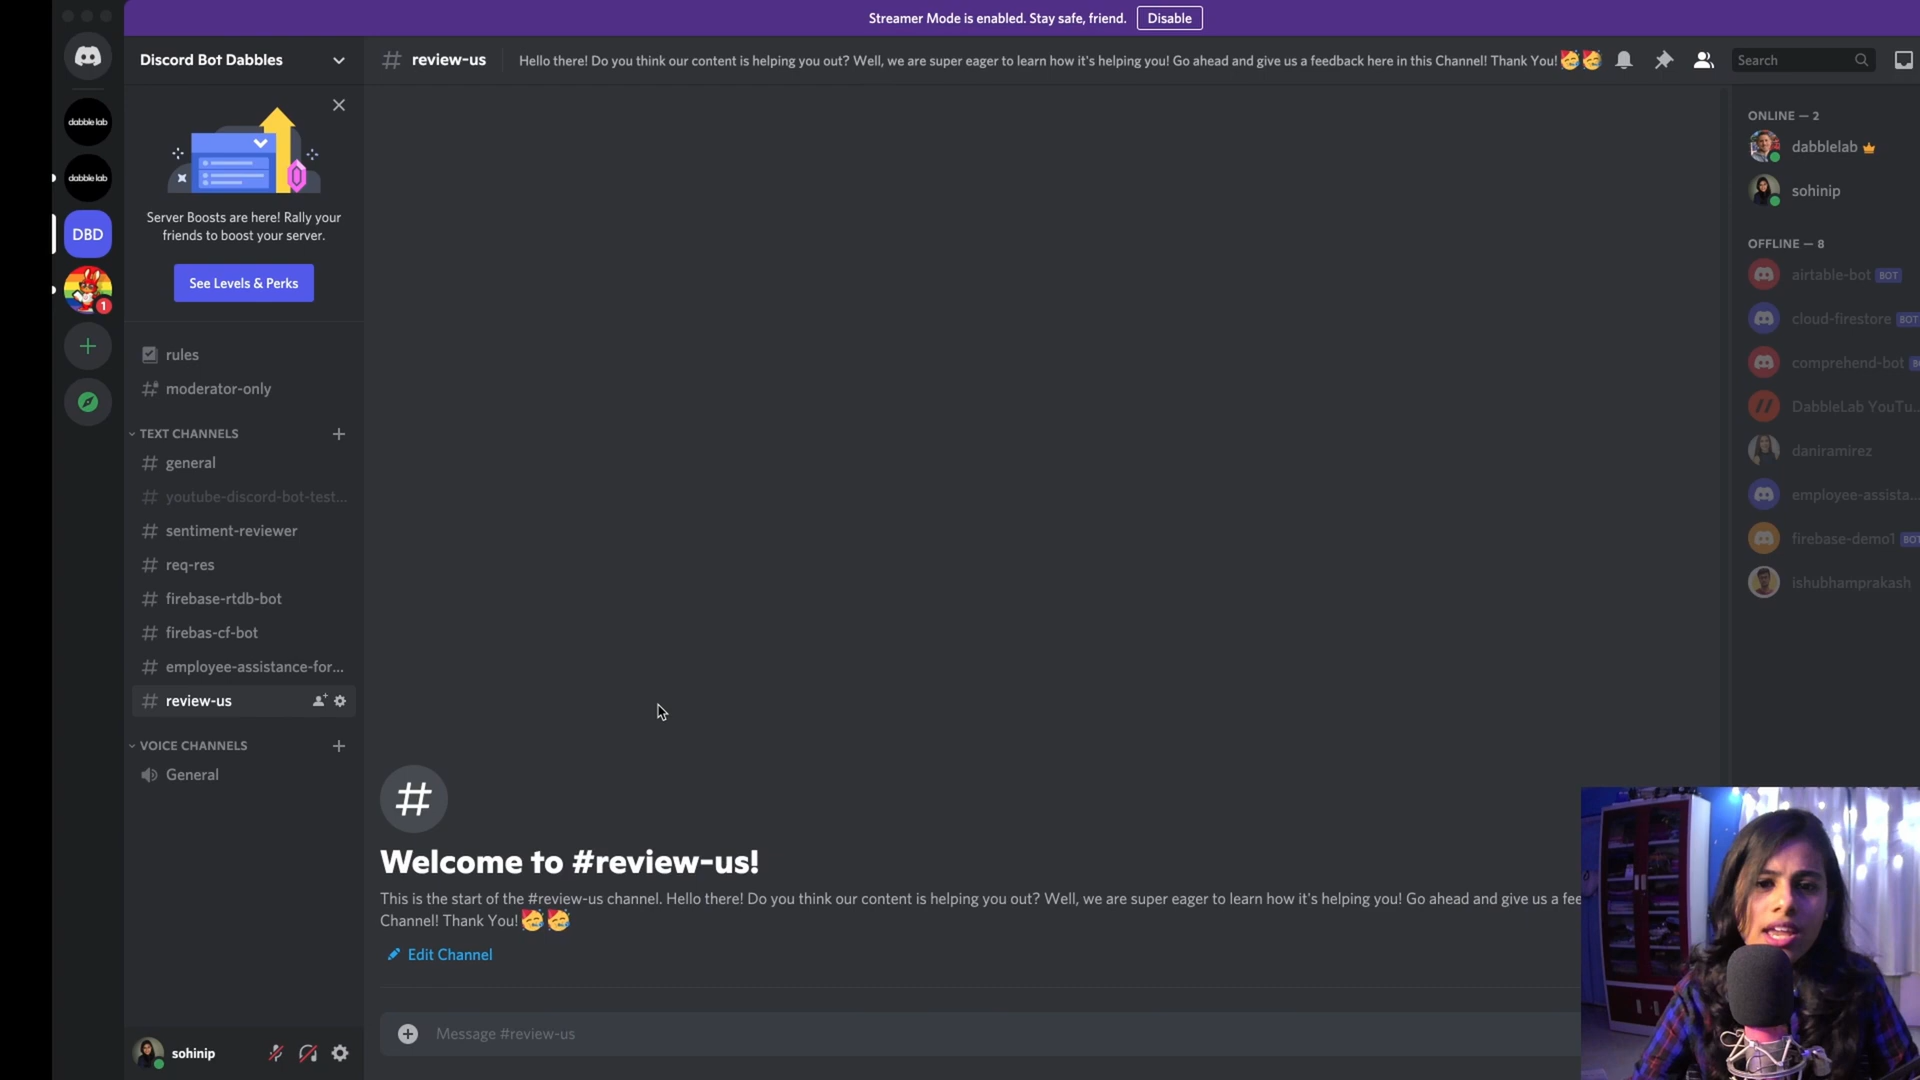 Streamer Mode is enabled. Stay safe, friend. Disable
Discord Bot Dabbles
review-us
Hello there! Do you think our content is helping you out? Well, we are super eager to learn how it's helping you! Go ahead and give us a feedback here in this Channel! Thank You! 🥳🥳
Search
dabble lab
dabble lab
DBD
1
Server Boosts are here! Rally your
friends to boost your server.
See Levels & Perks
rules
moderator-only
TEXT CHANNELS
general
youtube-discord-bot-test...
sentiment-reviewer
req-res
firebase-rtdb-bot
firebas-cf-bot
employee-assistance-for...
review-us
VOICE CHANNELS
General
sohinip
Welcome to #review-us!
This is the start of the #review-us channel. Hello there! Do you think our content is helping you out? Well, we are super eager to learn how it's helping you! Go ahead and give us a fee
Channel! Thank You! 🥳🥳
Edit Channel
Message #review-us
ONLINE — 2
dabblelab
sohinip
OFFLINE — 8
airtable-bot BOT
cloud-firestore BOT
comprehend-bot
DabbleLab YouTu...
daniramirez
employee-assista...
firebase-demo1 BOT
ishubhamprakash